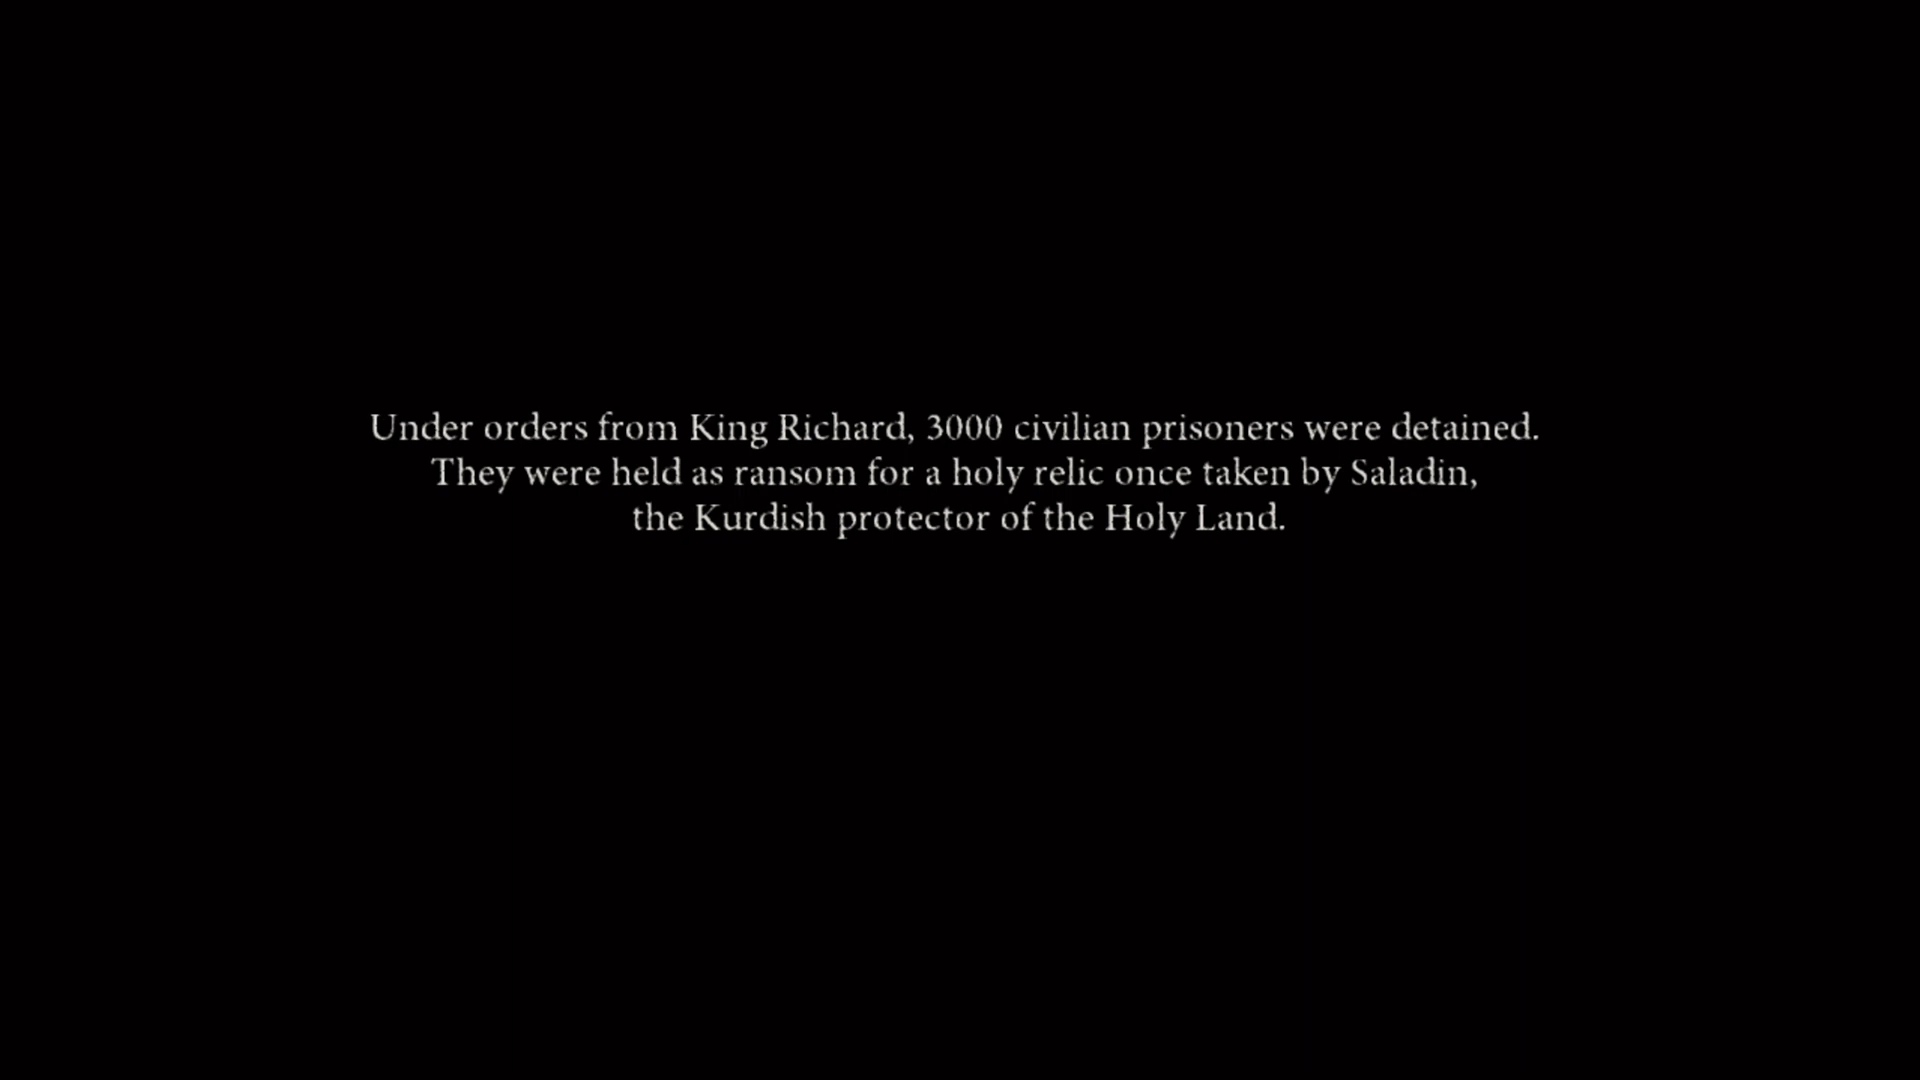 Under orders from King Richard, 3000 civilian prisoners were detained.
They were held as ransom for a holy relic once taken by Saladin,
the Kurdish protector of the Holy Land.